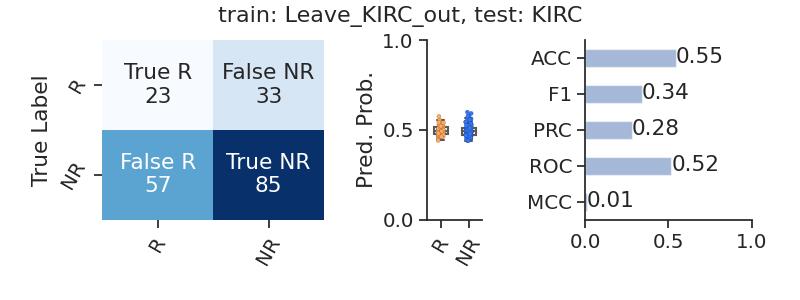 train: Leave_KIRC_out, test: KIRC
True Label
R
NR
True R
23
False NR
33
False R
57
True NR
85
R
NR
Pred. Prob.
1.0
0.5
0.0
R
NR
ACC
0.55
F1
0.34
PRC
0.28
ROC
0.52
MCC
0.01
0.0
0.5
1.0